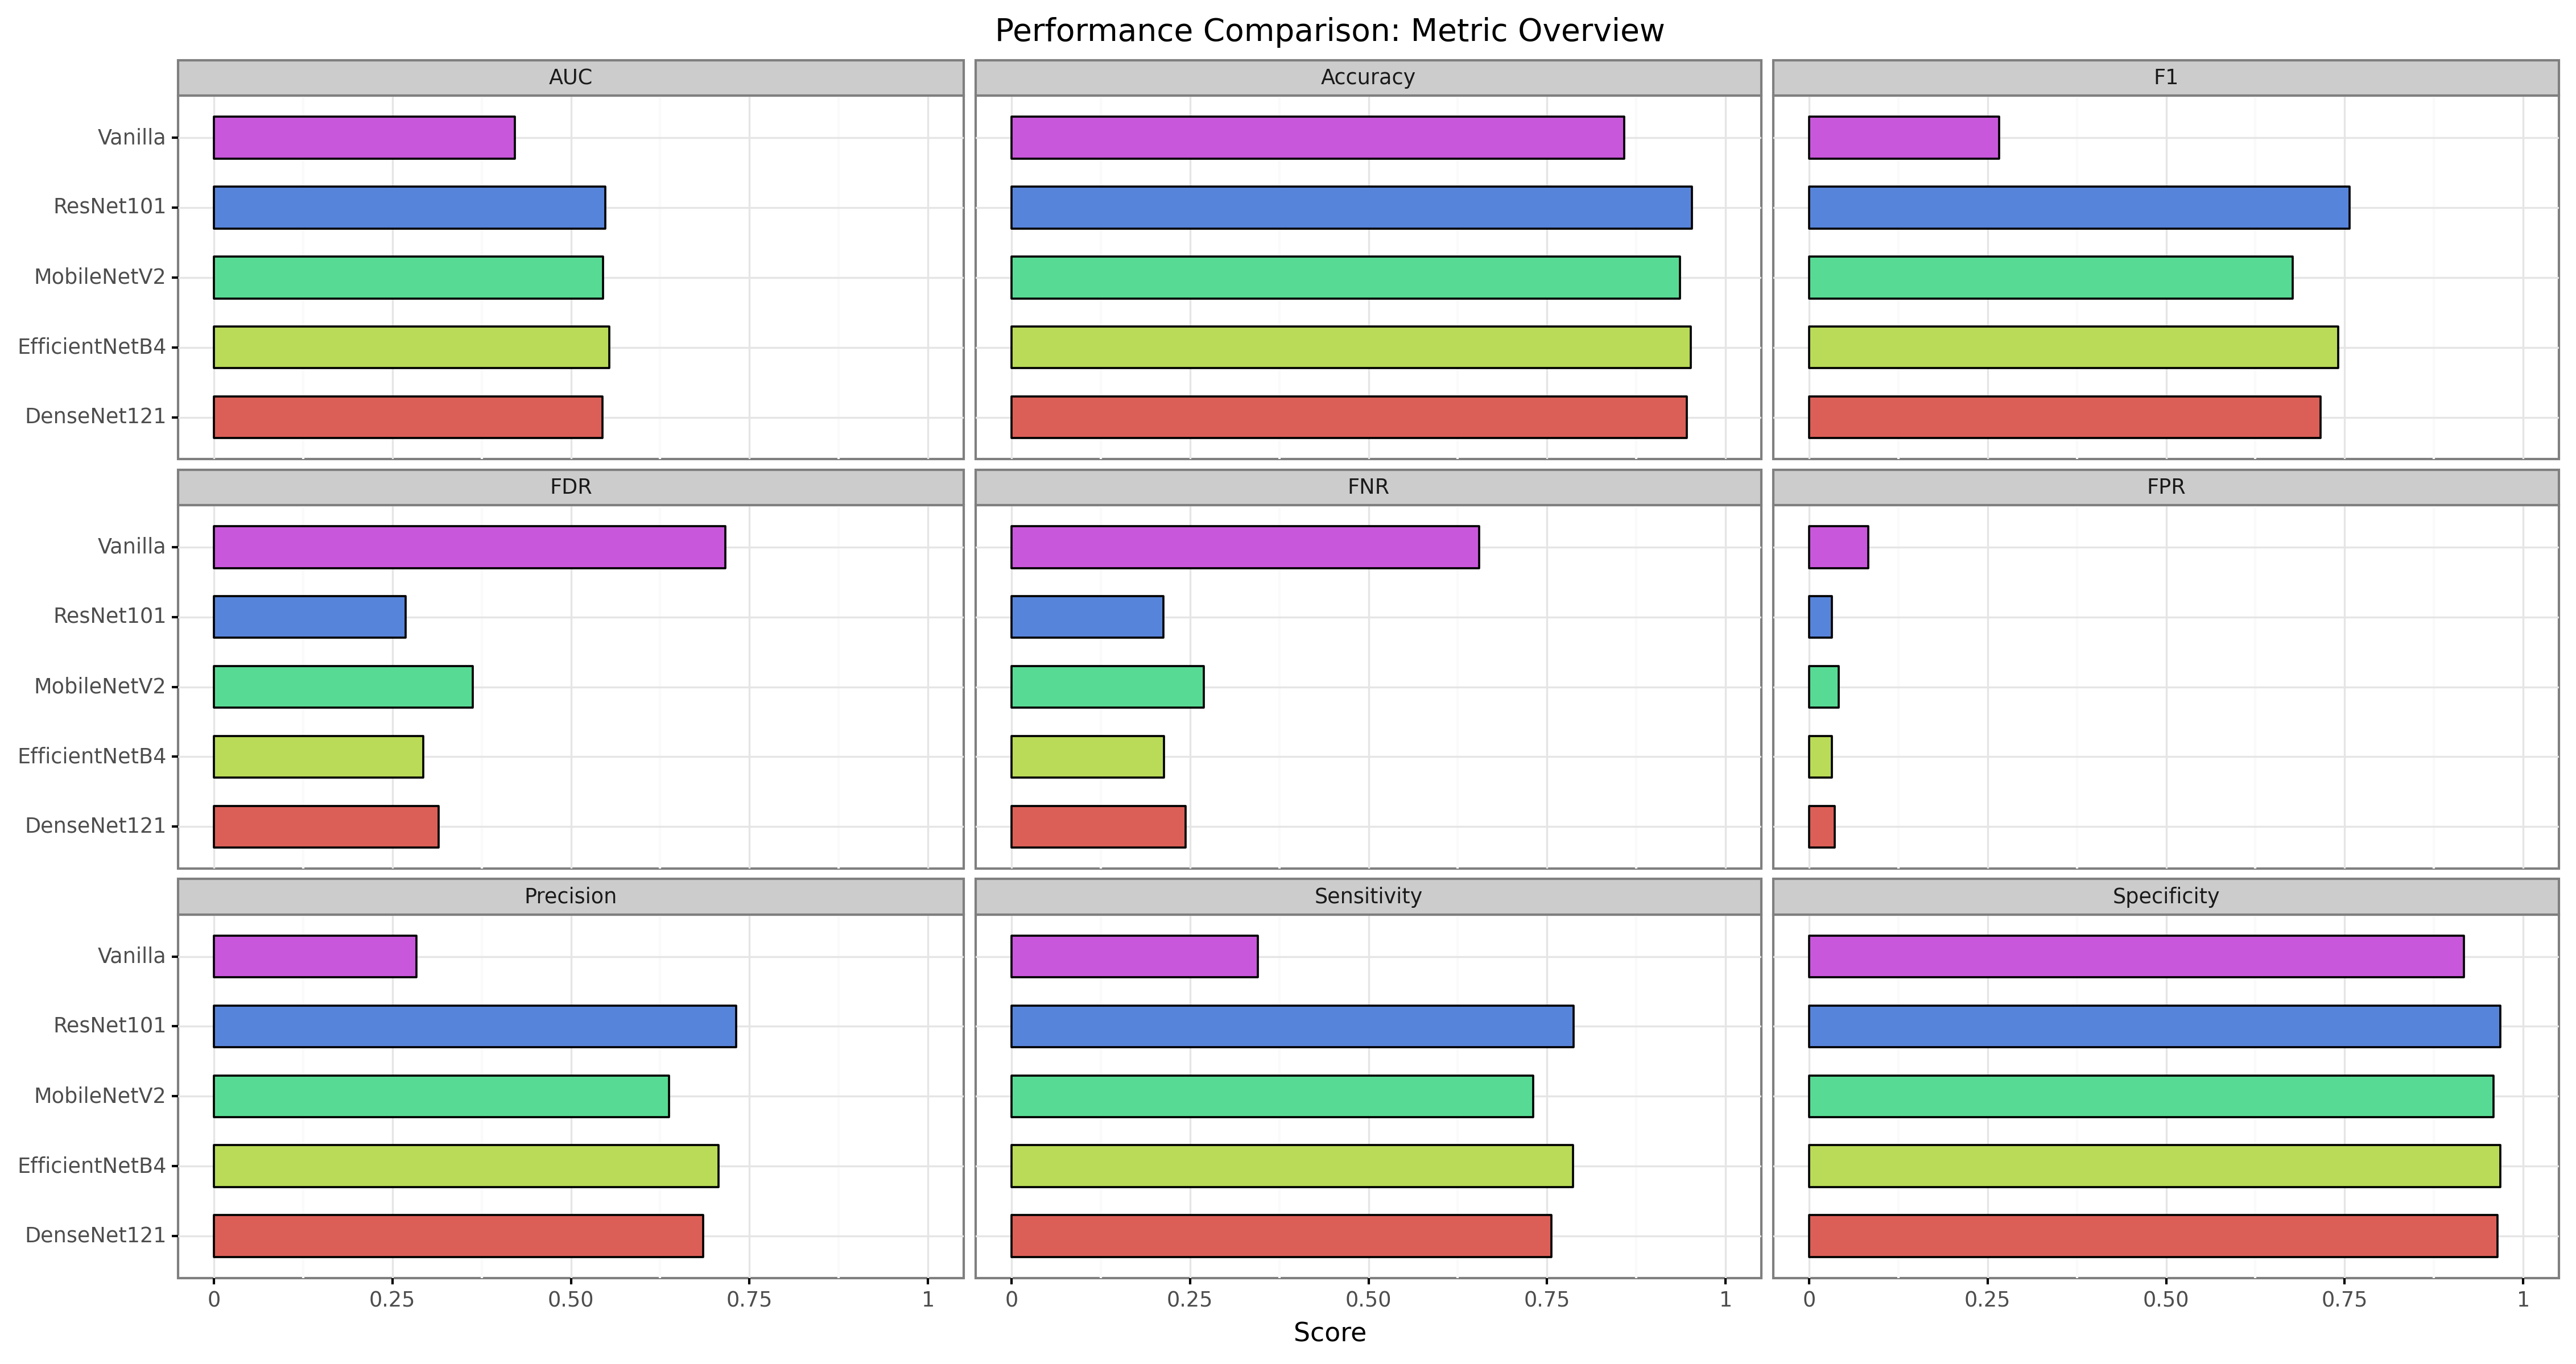 Performance Comparison: Metric Overview
AUC
Accuracy
F1
Vanilla
ResNet101
MobileNetV2
EfficientNetB4
DenseNet121
FDR
FNR
FPR
Vanilla
ResNet101
MobileNetV2
EfficientNetB4
DenseNet121
Precision
Sensitivity
Specificity
Vanilla
ResNet101
MobileNetV2
EfficientNetB4
DenseNet121
0 0.25 0.50 0.75 1
0 0.25 0.50 0.75 1
0 0.25 0.50 0.75 1
Score